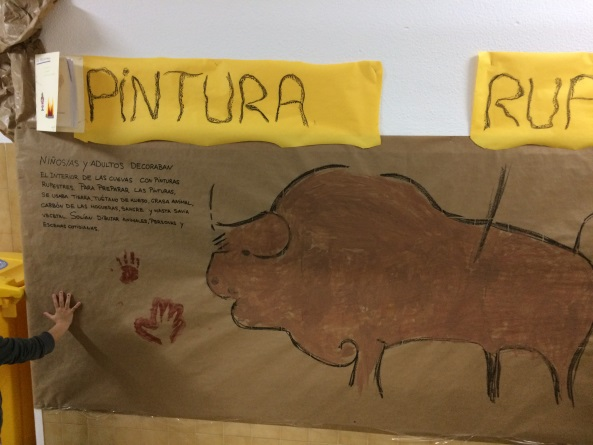 PINTURA RUP
NIÑOS/AS Y ADULTOS DECORABAN
EL INTERIOR DE LAS CUEVAS CON PINTURAS
RUPESTRES. PARA PREPARAR LAS PINTURAS,
TIERRA, TUÉTANO DE HUESO, GRASA ANIMAL,
CARBÓN DE LAS HOGUERAS, SANGRE Y HASTA SAVIA
VEGETAL. SOLÍAN DIBUJAR ANIMALES, PERSONAS Y
ESCENAS COTIDIANAS.